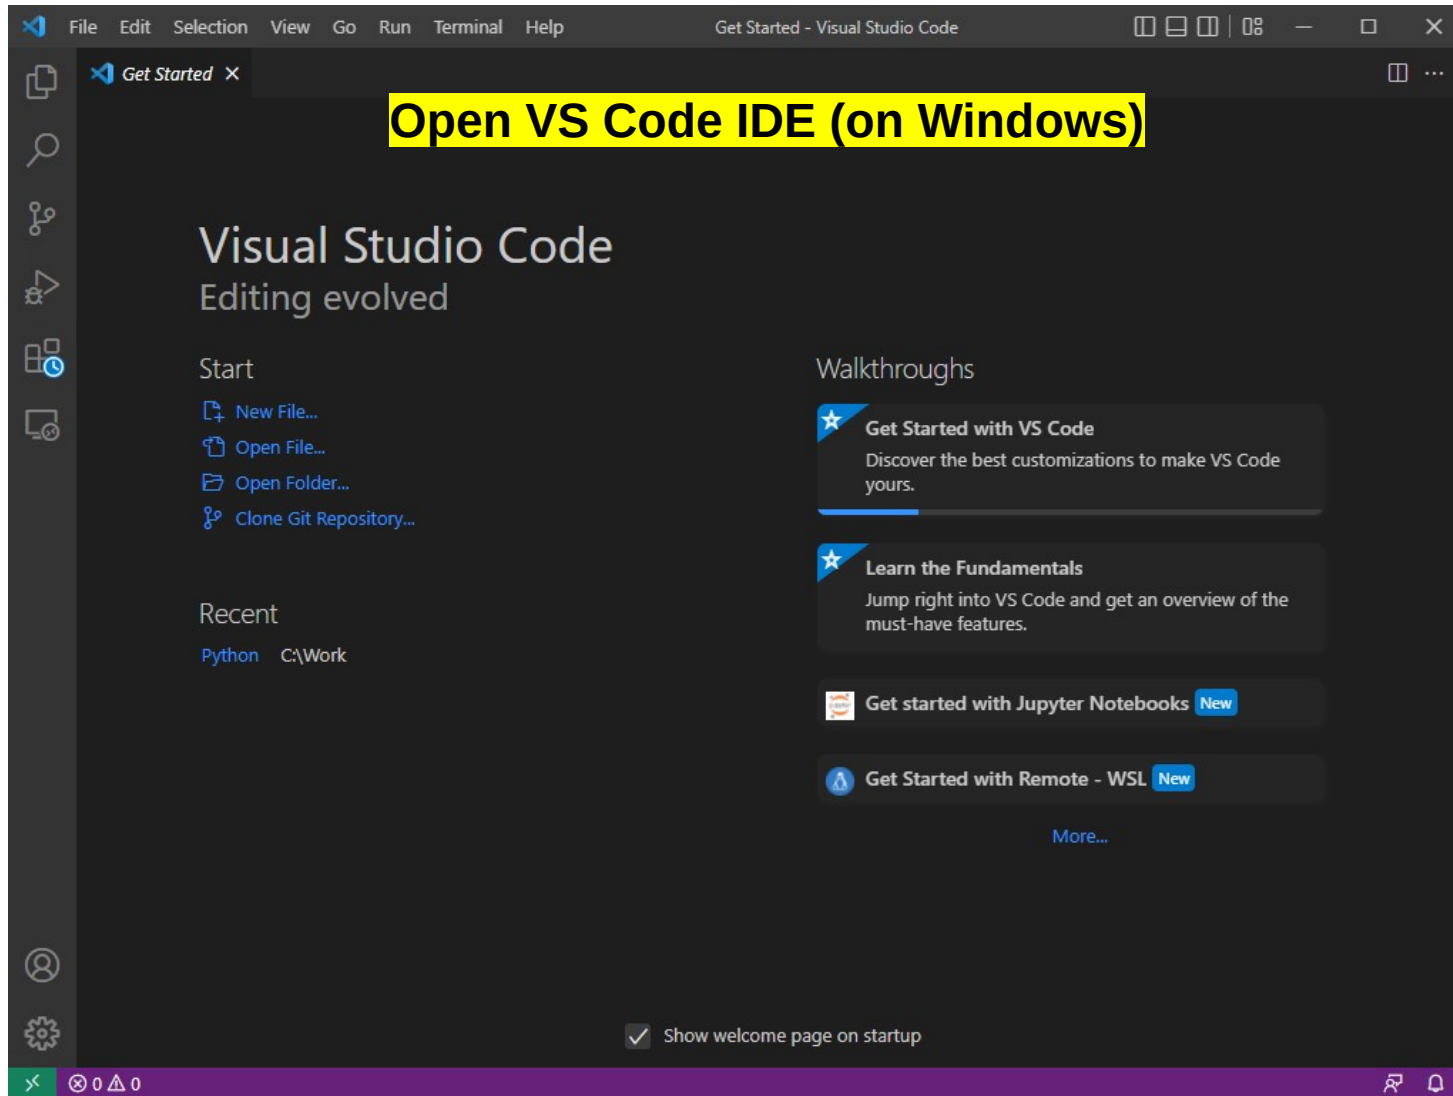 File Edit Selection View Go Run Terminal Help Get Started - Visual Studio Code
Get Started
Open VS Code IDE (on Windows)
Visual Studio Code
Editing evolved
Start
New File...
Open File...
Open Folder...
Clone Git Repository...
Recent
Python C:\Work
Walkthroughs
Get Started with VS Code
Discover the best customizations to make VS Code
yours.
Learn the Fundamentals
Jump right into VS Code and get an overview of the
must-have features.
Get started with Jupyter Notebooks New
Get Started with Remote - WSL New
More...
Show welcome page on startup
0 0